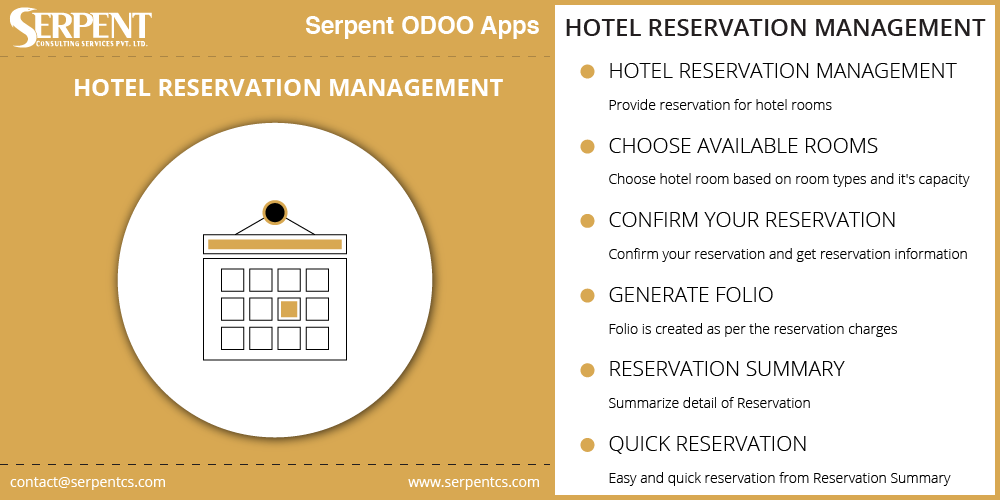 SERPENT
CONSULTING SERVICES PVT. LTD.
Serpent ODOO Apps
HOTEL RESERVATION MANAGEMENT
contact@serpentcs.com
www.serpentcs.com
HOTEL RESERVATION MANAGEMENT
HOTEL RESERVATION MANAGEMENT
Provide reservation for hotel rooms
CHOOSE AVAILABLE ROOMS
Choose hotel room based on room types and it's capacity
CONFIRM YOUR RESERVATION
Confirm your reservation and get reservation information
GENERATE FOLIO
Folio is created as per the reservation charges
RESERVATION SUMMARY
Summarize detail of Reservation
QUICK RESERVATION
Easy and quick reservation from Reservation Summary